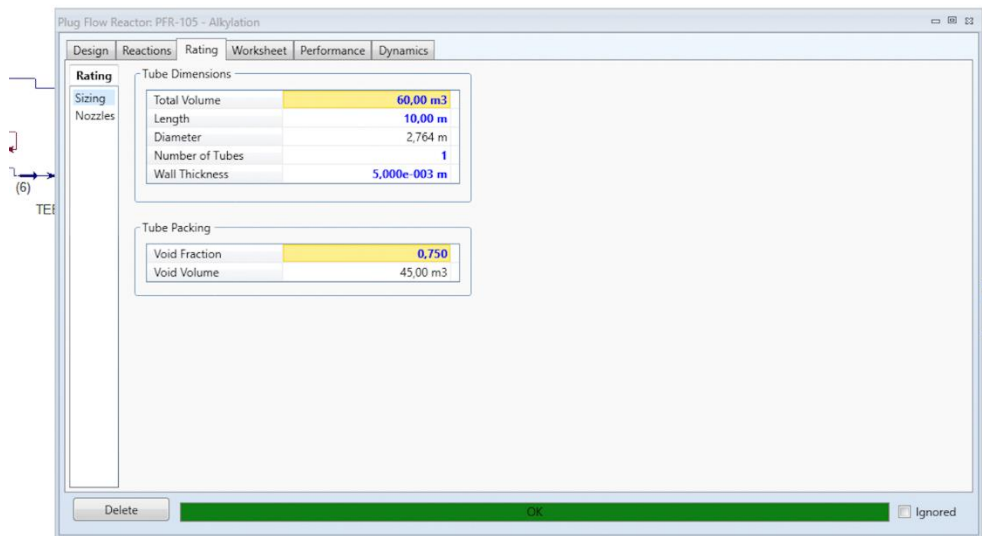 Plug Flow Reactor: PFR-105 - Alkylation
Design Reactions Rating Worksheet Performance Dynamics
Rating
Sizing
Nozzles
Tube Dimensions
Total Volume 60,00 m3
Length 10,00 m
Diameter 2,764 m
Number of Tubes 1
Wall Thickness 5,000e-003 m
Tube Packing
Void Fraction 0,750
Void Volume 45,00 m3
(6)
Delete OK Ignored